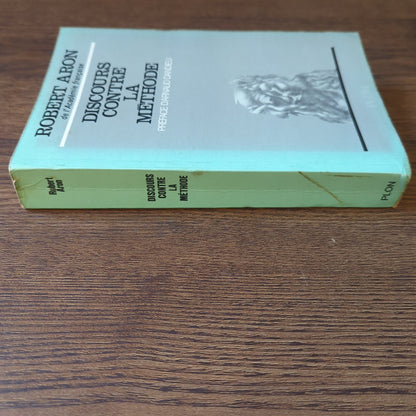 ROBERT ARON
de l'Académie française
DISCOURS
CONTRE
LA
MÉTHODE
PRÉFACE D'ARNAUD DANDIEU
Robert
Aron
DISCOURS
CONTRE
LA
MÉTHODE
PLON